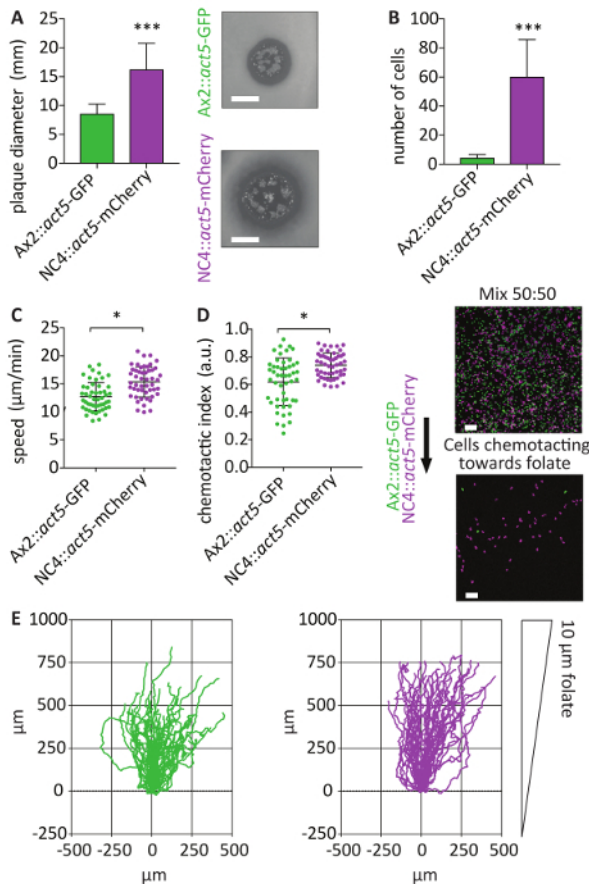 A
plaque diameter (mm)
25
20
15
10
5
0
***
Ax2::act5-GFP
NC4::act5-mCherry
Ax2::act5-GFP
NC4::act5-mCherry
B
number of cells
100
80
60
40
20
0
***
Ax2::act5-GFP
NC4::act5-mCherry
C
speed (µm/min)
25
20
15
10
5
0
*
Ax2::act5-GFP
NC4::act5-mCherry
D
chemotactic index (a.u.)
1.0
0.8
0.6
0.4
0.2
0.0
*
Ax2::act5-GFP
NC4::act5-mCherry
Mix 50:50
Ax2::act5-GFP
NC4::act5-mCherry
Cells chemotacting
towards folate
E
µm
1000
750
500
250
0
-250
-500 -250 0 250 500
µm
µm
1000
750
500
250
0
-250
-500 -250 0 250 500
µm
10 µm folate